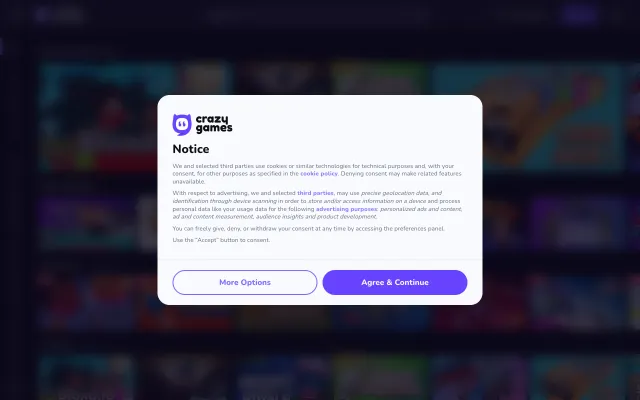 crazy
games
Notice
We and selected third parties use cookies or similar technologies for technical purposes and, with your
consent, for other purposes as specified in the cookie policy. Denying consent may make related features
unavailable.
With respect to advertising, we and selected third parties, may use precise geolocation data, and
identification through device scanning in order to store and/or access information on a device and process
personal data like your usage data for the following advertising purposes: personalized ads and content,
ad and content measurement, audience insights and product development.
You can freely give, deny, or withdraw your consent at any time by accessing the preferences panel.
Use the "Accept" button to consent.
More Options
Agree & Continue